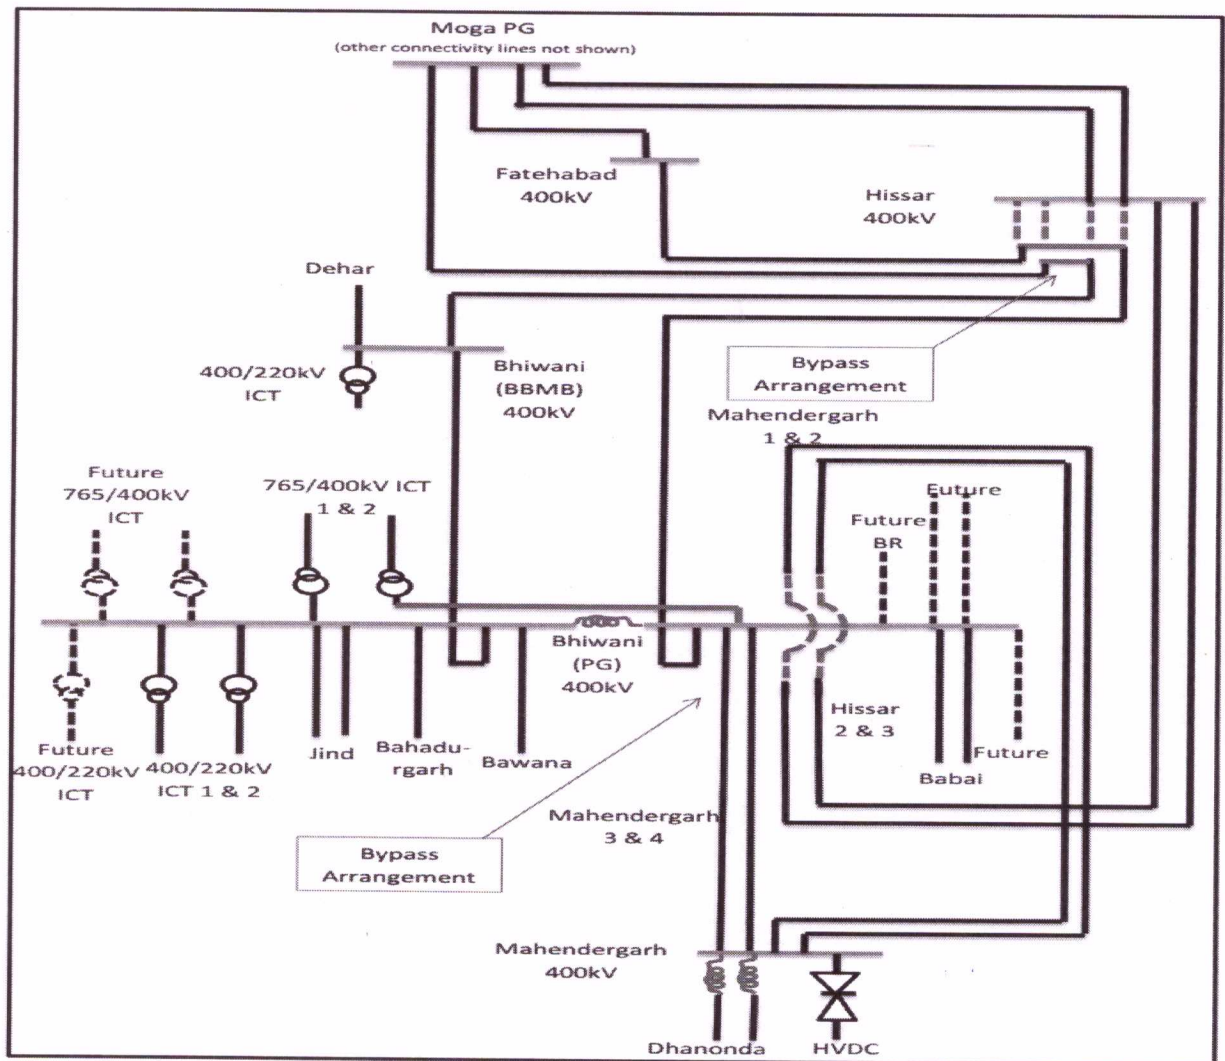 Moga PG
(other connectivity lines not shown)
Fatehabad
400kV
Hissar
400kV
Dehar
400/220kV
ICT
Bhiwani
(BBMB)
400kV
Bypass
Arrangement
Mahendergarh
1 & 2
Future
765/400kV
ICT
765/400kV ICT
1 & 2
Future
Future
BR
Bhiwani
(PG)
400kV
Hissar
2 & 3
Future
400/220kV
ICT
400/220kV
ICT 1 & 2
Jind
Bahadu-
rgarh
Bawana
Babai
Future
Mahendergarh
3 & 4
Bypass
Arrangement
Mahendergarh
400kV
Dhanonda
HVDC